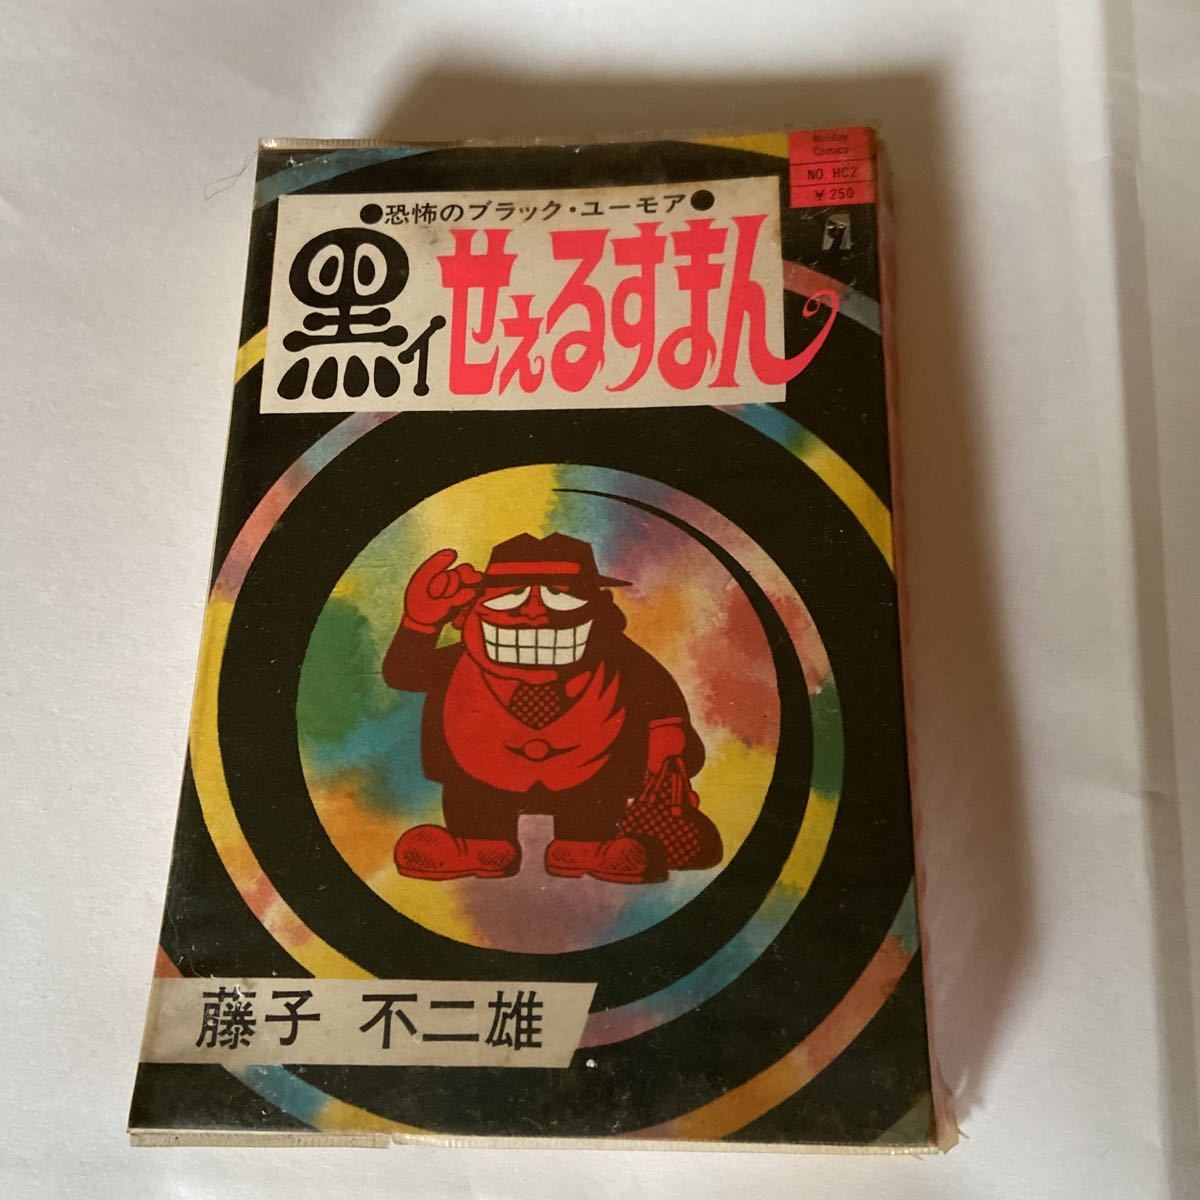 Holiday
Comics
NO. HC2
¥250
●恐怖のブラック・ユーモア●
黒ィせぇるすまん
藤子 不二雄